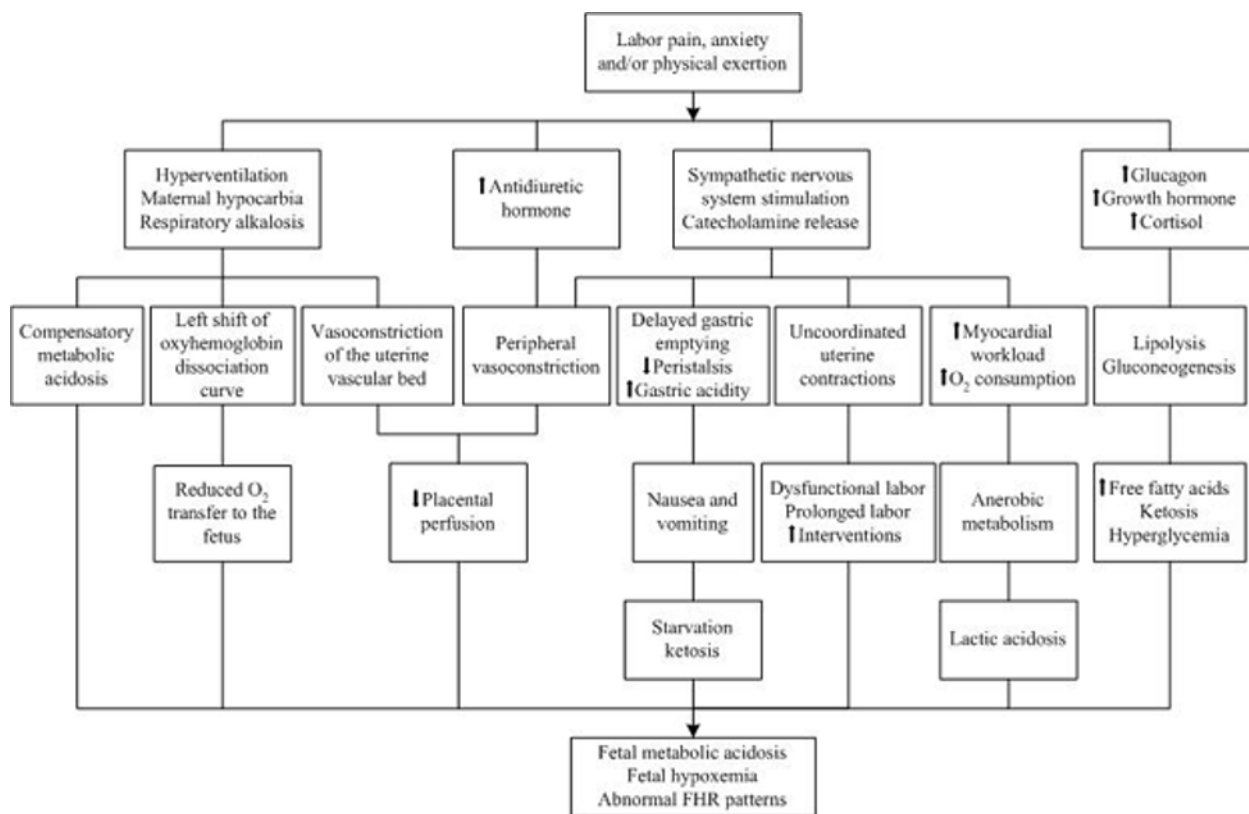 Labor pain, anxiety
and/or physical exertion
Hyperventilation
Maternal hypocarbia
Respiratory alkalosis
⬆Antidiuretic
hormone
Sympathetic nervous
system stimulation
Catecholamine release
⬆Glucagon
⬆Growth hormone
⬆Cortisol
Compensatory
metabolic
acidosis
Left shift of
oxyhemoglobin
dissociation
curve
Vasoconstriction
of the uterine
vascular bed
Peripheral
vasoconstriction
Delayed gastric
emptying
⬇Peristalsis
⬆Gastric acidity
Uncoordinated
uterine
contractions
⬆Myocardial
workload
⬆O₂ consumption
Lipolysis
Gluconeogenesis
Reduced O₂
transfer to the
fetus
⬇Placental
perfusion
Nausea and
vomiting
Dysfunctional labor
Prolonged labor
⬆Interventions
Anerobic
metabolism
⬆Free fatty acids
Ketosis
Hyperglycemia
Starvation
ketosis
Lactic acidosis
Fetal metabolic acidosis
Fetal hypoxemia
Abnormal FHR patterns